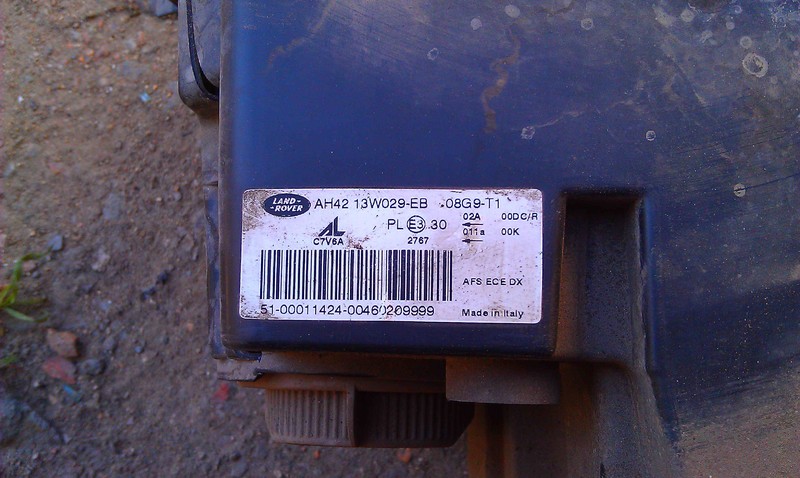 LAND-ROVER AH42 13W029-EB 08G9-T1
AL PL E3 30 02A 00DC/R
C7V6A 2767 011a 00K
AFS ECE DX
51-00011424-00460209999 Made in Italy